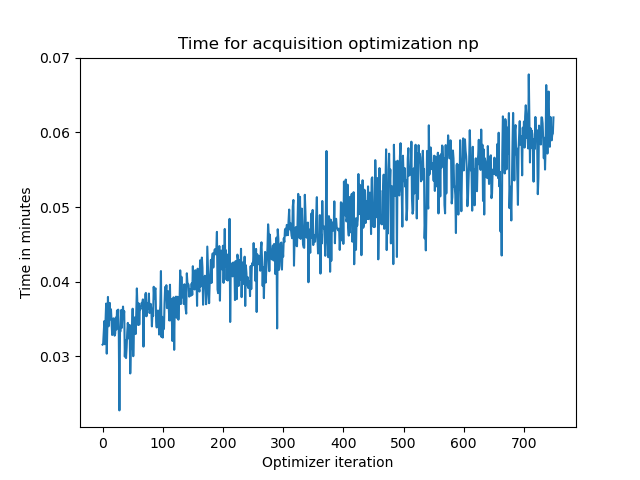 Time for acquisition optimization np
0.07
0.06
0.05
0.04
0.03
Time in minutes
0 100 200 300 400 500 600 700
Optimizer iteration